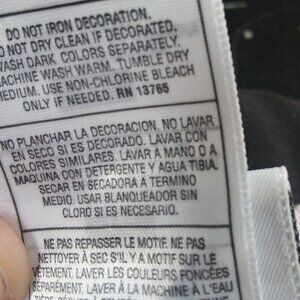 DO NOT IRON DECORATION.
DO NOT DRY CLEAN IF DECORATED.
WASH DARK COLORS SEPARATELY.
MACHINE WASH WARM. TUMBLE DRY
MEDIUM. USE NON-CHLORINE BLEACH
ONLY IF NEEDED. RN 13765
NO PLANCHAR LA DECORACION. NO LAVAR
EN SECO SI ES DECORADO. LAVAR CON
COLORES SIMILARES. LAVAR A MANO O A
MAQUINA CON DETERGENTE Y AGUA TIBIA.
SECAR EN SECADORA A TERMINO
MEDIO. USAR BLANQUEADOR SIN
CLORO SI ES NECESARIO.
NE PAS REPASSER LE MOTIF. NE PAS
NETTOYER À SEC S'IL Y A MOTIF SUR LE
VÊTEMENT. LAVER LES COULEURS FONCÉES
SÉPARÉMENT. LAVER À LA MACHINE À